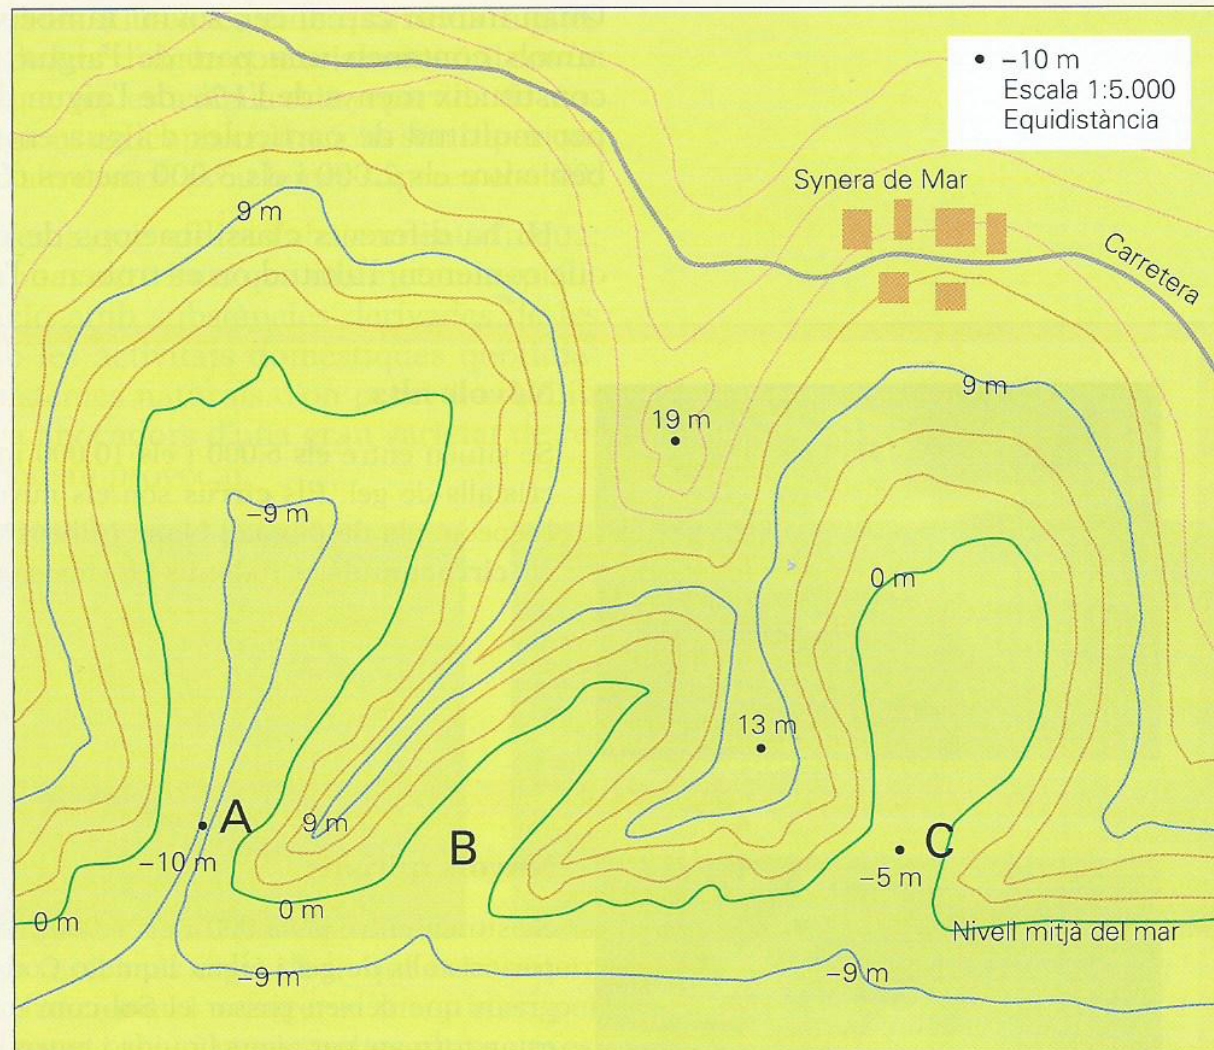 –10 m
Escala 1:5.000
Equidistància
Synera de Mar
9 m
Carretera
9 m
19 m
–9 m
0 m
13 m
A
9 m
B
C
–10 m
–5 m
0 m
0 m
Nivell mitjà del mar
–9 m
–9 m